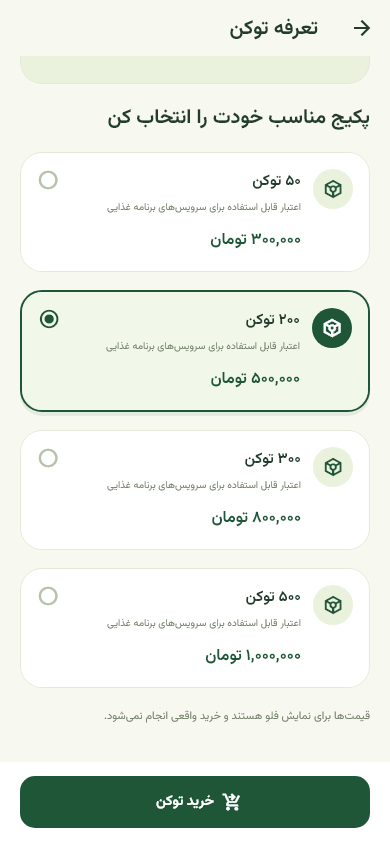 تعرفه توکن
پکیج مناسب خودت را انتخاب کن
۵۰ توکن
اعتبار قابل استفاده برای سرویس‌های برنامه غذایی
۳۰۰,۰۰۰ تومان
۲۰۰ توکن
اعتبار قابل استفاده برای سرویس‌های برنامه غذایی
۵۰۰,۰۰۰ تومان
۳۰۰ توکن
اعتبار قابل استفاده برای سرویس‌های برنامه غذایی
۸۰۰,۰۰۰ تومان
۵۰۰ توکن
اعتبار قابل استفاده برای سرویس‌های برنامه غذایی
۱,۰۰۰,۰۰۰ تومان
قیمت‌ها برای نمایش فلو هستند و خرید واقعی انجام نمی‌شود.
خرید توکن